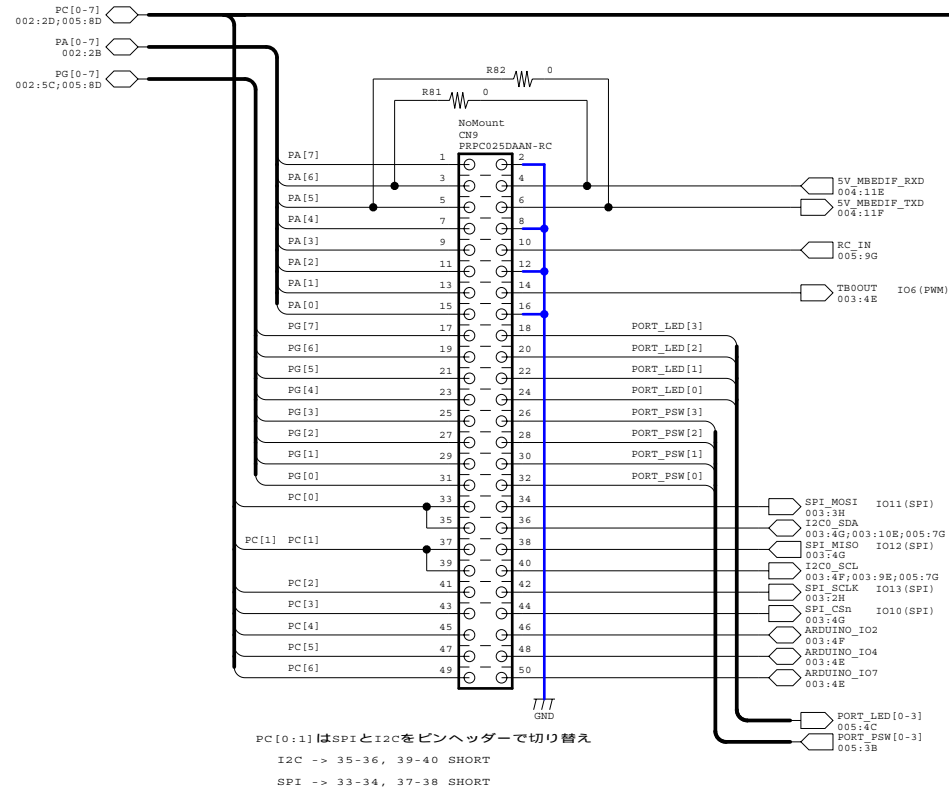 PC[0-7]
002:2D;005:8D
PA[0-7]
002:2B
PG[0-7]
002:5C;005:8D
R82 0
R81 0
NoMount
CN9
PRPC025DAAN-RC
PA[7] 1 2
PA[6] 3 4 5V_MBEDIF_RXD
004:11E
PA[5] 5 6 5V_MBEDIF_TXD
004:11F
PA[4] 7 8
PA[3] 9 10 RC_IN
005:9G
PA[2] 11 12
PA[1] 13 14 TB0OUT IO6(PWM)
003:4E
PA[0] 15 16
PG[7] 17 18 PORT_LED[3]
PG[6] 19 20 PORT_LED[2]
PG[5] 21 22 PORT_LED[1]
PG[4] 23 24 PORT_LED[0]
PG[3] 25 26 PORT_PSW[3]
PG[2] 27 28 PORT_PSW[2]
PG[1] 29 30 PORT_PSW[1]
PG[0] 31 32 PORT_PSW[0]
PC[0] 33 34 SPI_MOSI IO11(SPI)
003:3H
35 36 I2C0_SDA
003:4G;003:10E;005:7G
PC[1] PC[1] 37 38 SPI_MISO IO12(SPI)
003:4G
39 40 I2C0_SCL
003:4F;003:9E;005:7G
PC[2] 41 42 SPI_SCLK IO13(SPI)
003:2H
PC[3] 43 44 SPI_CSn IO10(SPI)
003:4G
PC[4] 45 46 ARDUINO_IO2
003:4F
PC[5] 47 48 ARDUINO_IO4
003:4E
PC[6] 49 50 ARDUINO_IO7
003:4E
GND
PORT_LED[0-3]
005:4C
PORT_PSW[0-3]
005:3B
PC[0:1]はSPIとI2Cをピンヘッダーで切り替え
I2C -> 35-36, 39-40 SHORT
SPI -> 33-34, 37-38 SHORT